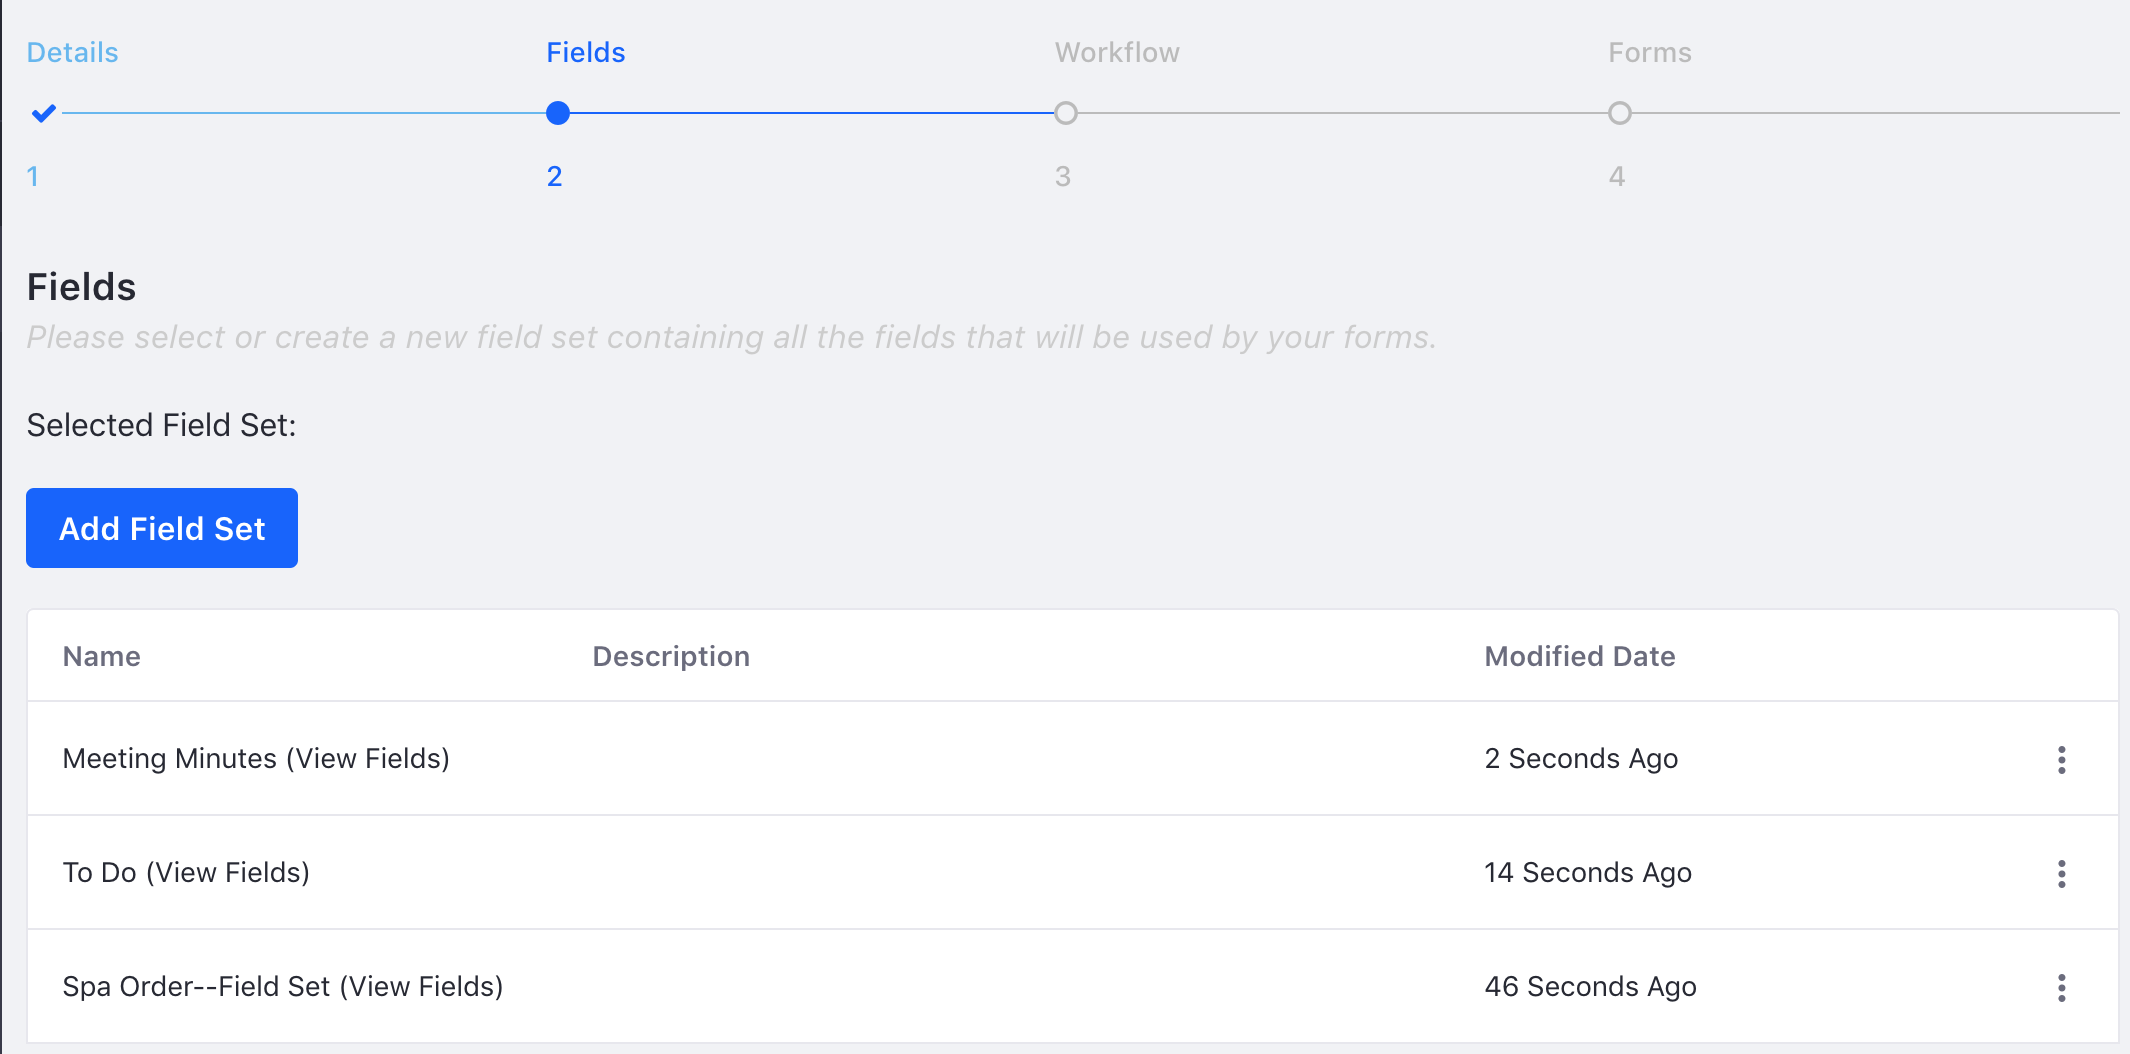 Details Fields Workflow Forms
1 2 3 4
Fields
Please select or create a new field set containing all the fields that will be used by your forms.
Selected Field Set:
Add Field Set
Name Description Modified Date
Meeting Minutes (View Fields) 2 Seconds Ago
To Do (View Fields) 14 Seconds Ago
Spa Order--Field Set (View Fields) 46 Seconds Ago